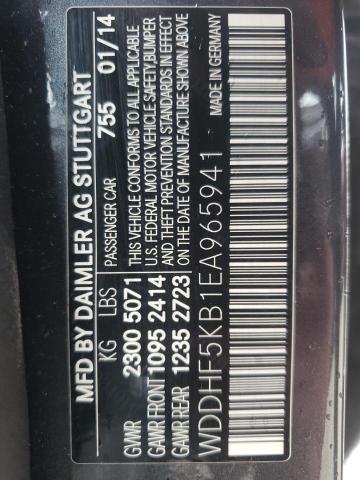 MFD BY DAIMLER AG STUTTGART
PASSENGER CAR 755 01/14
KG LBS
GVWR 2300 5071
GAWR FRONT 1095 2414
GAWR REAR 1235 2723
THIS VEHICLE CONFORMS TO ALL APPLICABLE
U.S. FEDERAL MOTOR VEHICLE SAFETY/BUMPER
AND THEFT PREVENTION STANDARDS IN EFFECT
ON THE DATE OF MANUFACTURE SHOWN ABOVE
WDDHF5KB1EA965941
MADE IN GERMANY